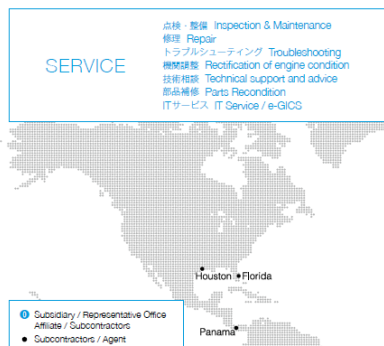 SERVICE
点検・整備 Inspection & Maintenance
修理 Repair
トラブルシューティング Troubleshooting
機関調整 Rectification of engine condition
技術相談 Technical support and advice
部品補修 Parts Recondition
ITサービス IT Service / e-GICS
Houston
Florida
Panama
0 Subsidiary / Representative Office
Affiliate / Subcontractors
Subcontractors / Agent